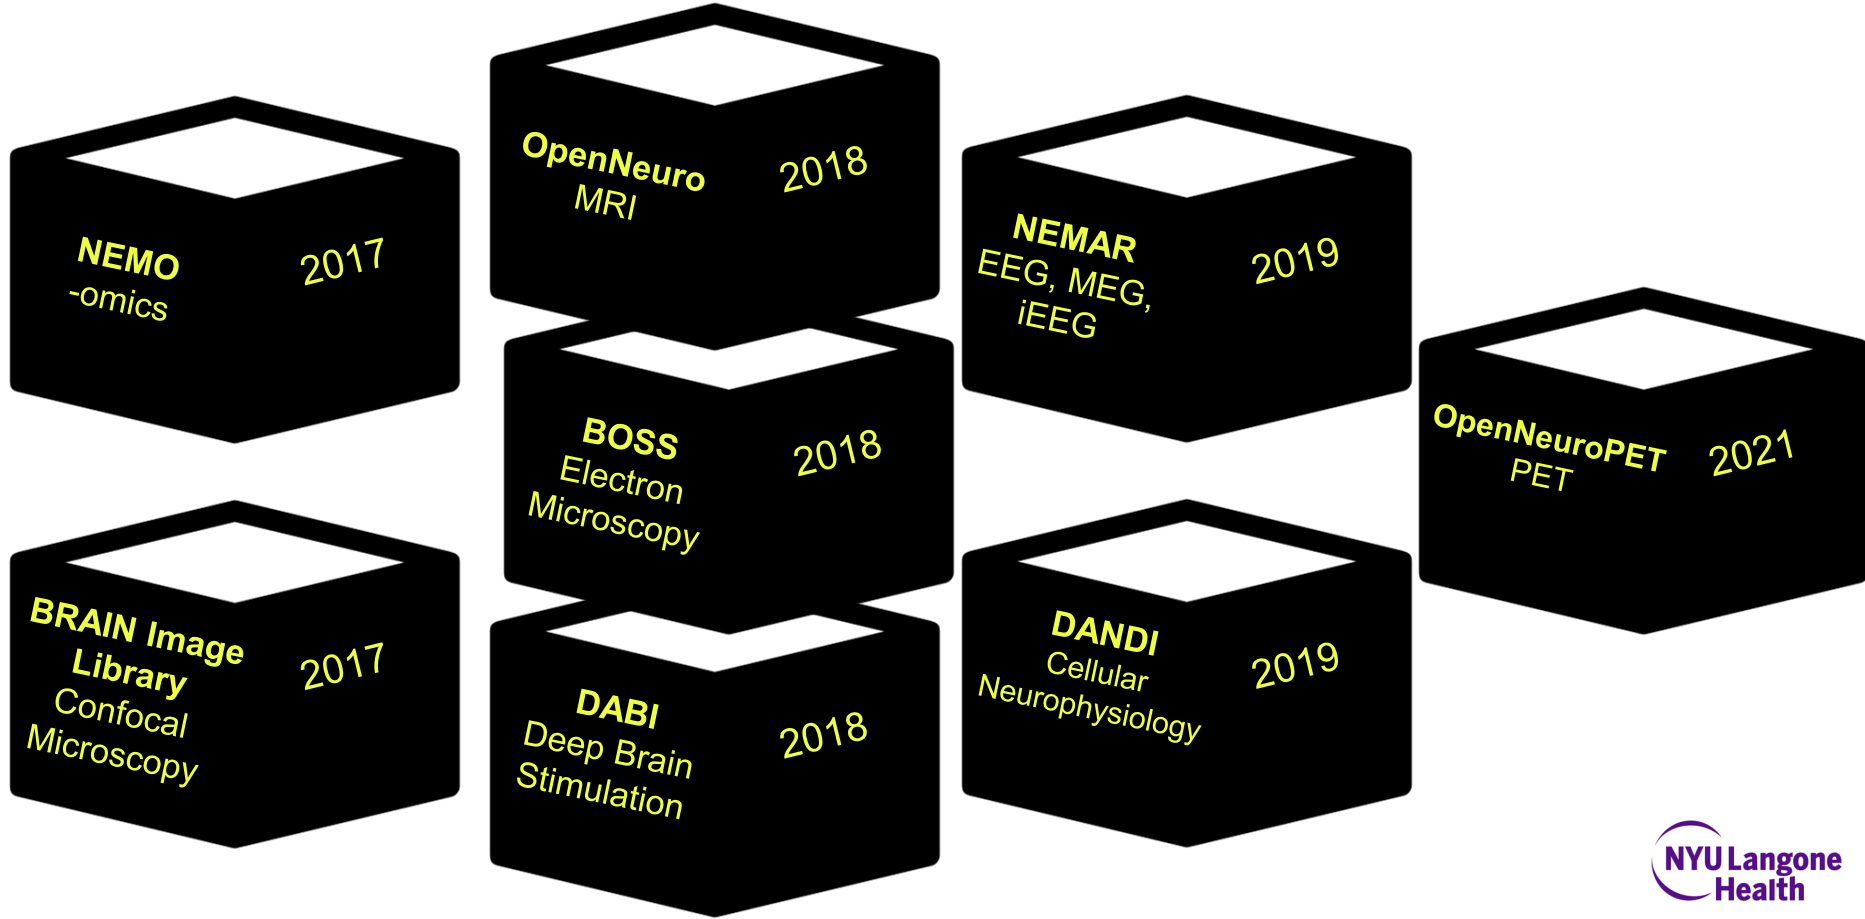 NEMO
-omics
2017
BRAIN Image
Library
Confocal
Microscopy
2017
OpenNeuro
MRI
2018
BOSS
Electron
Microscopy
2018
DABI
Deep Brain
Stimulation
2018
NEMAR
EEG, MEG,
iEEG
2019
DANDI
Cellular
Neurophysiology
2019
OpenNeuroPET
PET
2021
NYU Langone
Health